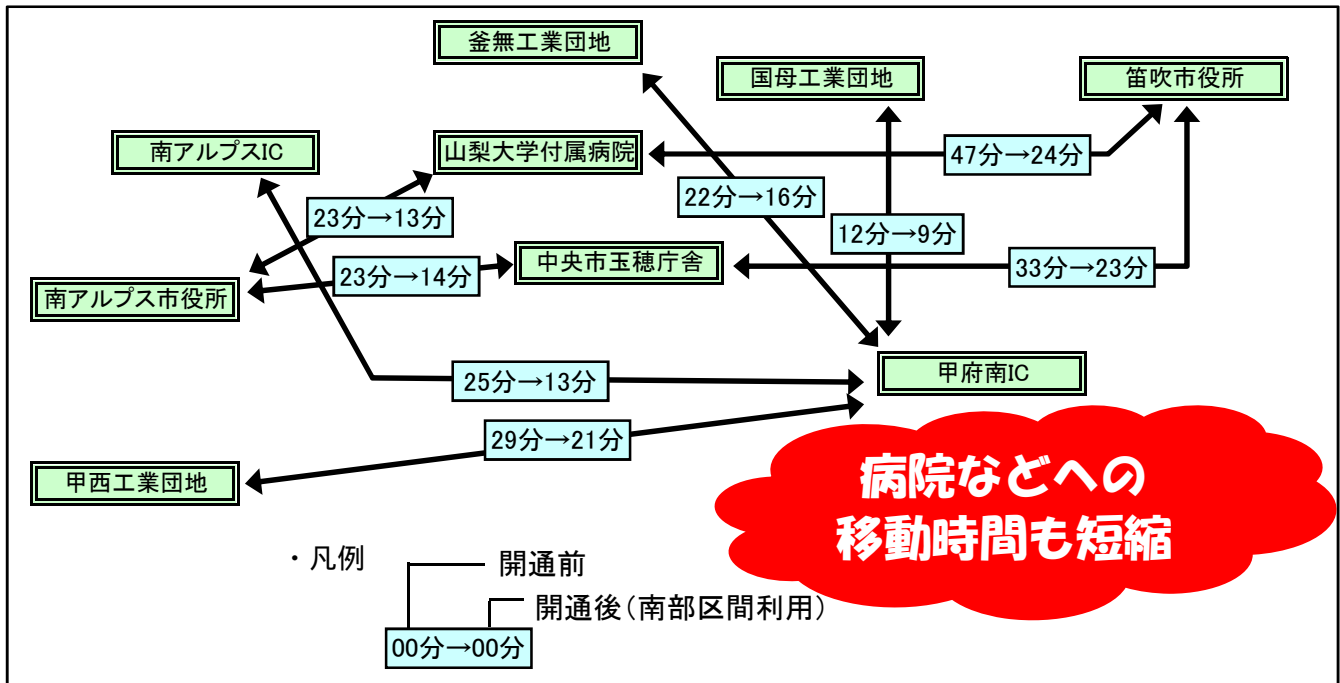 釜無工業団地
国母工業団地
笛吹市役所
南アルプスIC
山梨大学付属病院
47分→24分
22分→16分
23分→13分
12分→9分
中央市玉穂庁舎
33分→23分
23分→14分
南アルプス市役所
甲府南IC
25分→13分
29分→21分
甲西工業団地
病院などへの
移動時間も短縮
・凡例
開通前
開通後(南部区間利用)
00分→00分